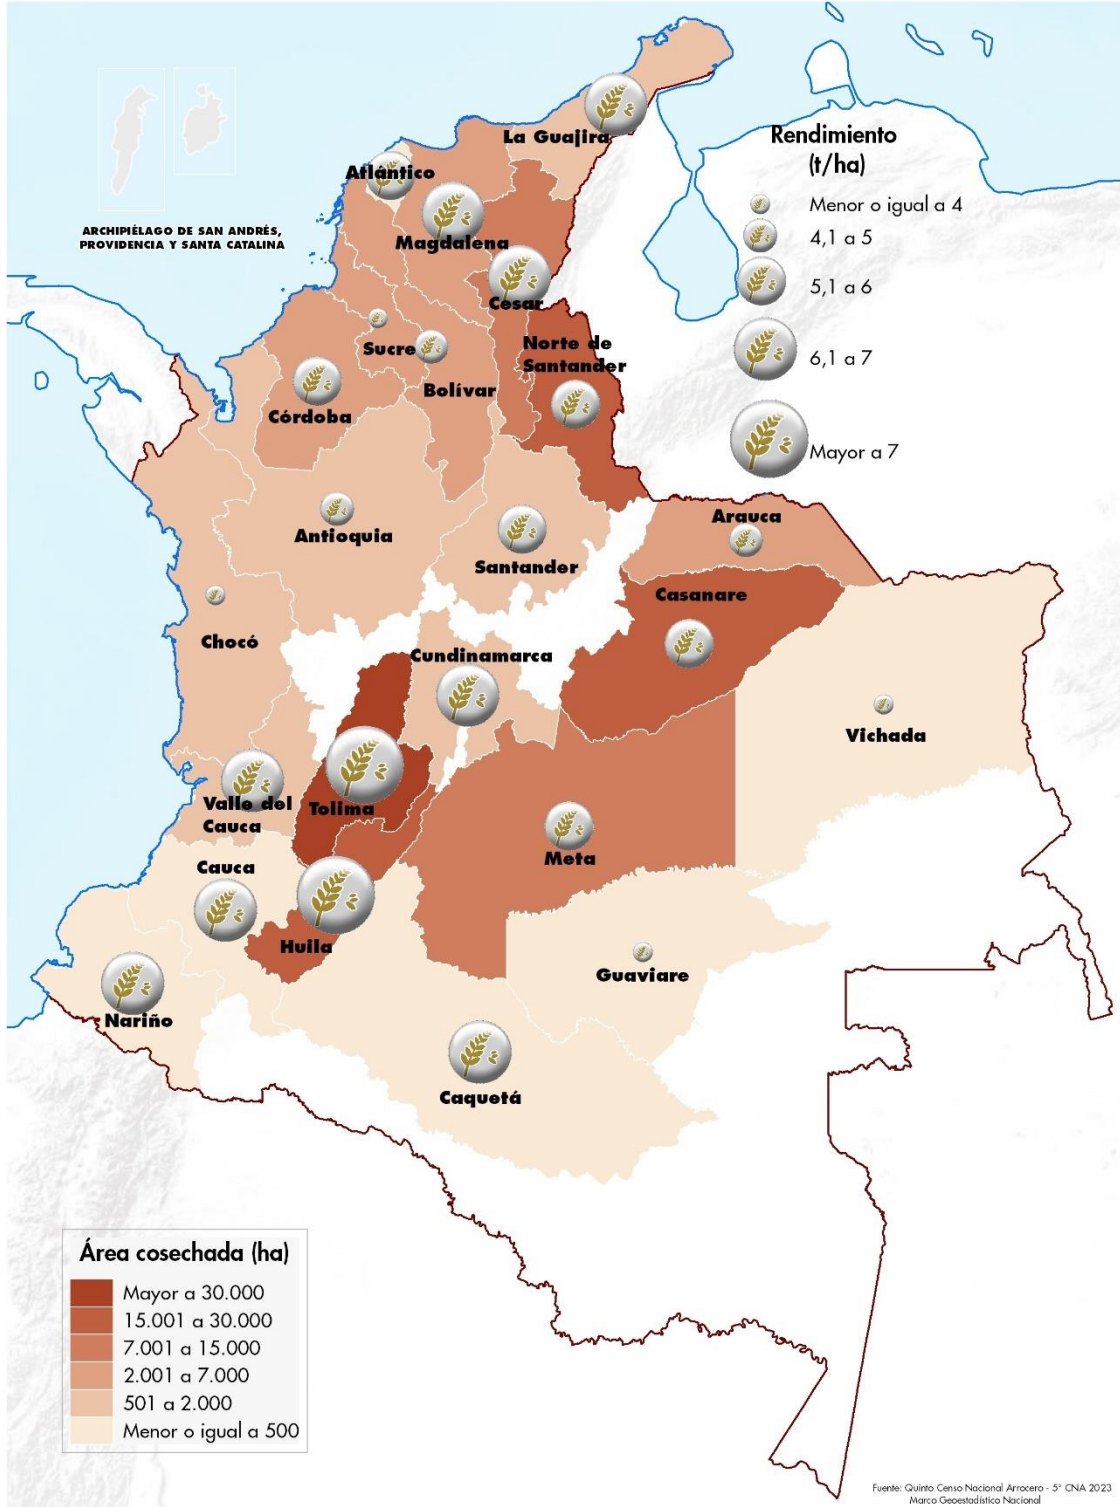 La Guajira
Rendimiento
(t/ha)
Menor o igual a 4
4,1 a 5
5,1 a 6
6,1 a 7
Mayor a 7
Atlántico
ARCHIPIÉLAGO DE SAN ANDRÉS,
PROVIDENCIA Y SANTA CATALINA
Magdalena
Cesar
Sucre
Norte de
Santander
Bolívar
Córdoba
Antioquia
Santander
Arauca
Casanare
Chocó
Cundinamarca
Vichada
Valle del
Cauca
Tolima
Meta
Cauca
Huila
Guaviare
Nariño
Caquetá
Área cosechada (ha)
Mayor a 30.000
15.001 a 30.000
7.001 a 15.000
2.001 a 7.000
501 a 2.000
Menor o igual a 500
Fuente: Quinto Censo Nacional Arrocero - 5° CNA 2023
Marco Geoestadístico Nacional